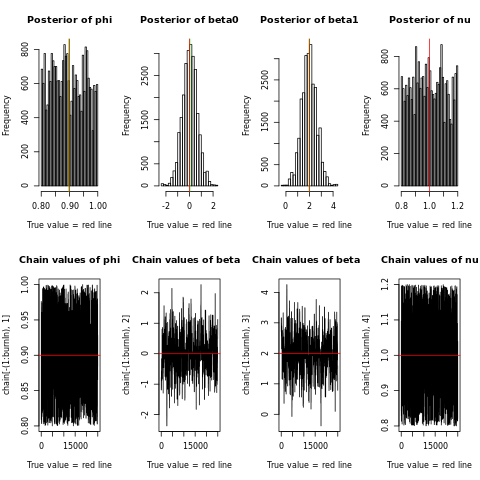 Posterior of phi
Frequency
0 200 400 600 800
0.80 0.90 1.00
True value = red line
Posterior of beta0
Frequency
0 500 1500 2500
-2 0 2
True value = red line
Posterior of beta1
Frequency
0 500 1500 2500
0 2 4
True value = red line
Posterior of nu
Frequency
0 200 400 600 800
0.8 1.0 1.2
True value = red line
Chain values of phi
chain[-(1:burnIn), 1]
0.80 0.85 0.90 0.95 1.00
0 15000
True value = red line
Chain values of beta
chain[-(1:burnIn), 2]
-2 -1 0 1 2
0 15000
True value = red line
Chain values of beta
chain[-(1:burnIn), 3]
0 1 2 3 4
0 15000
True value = red line
Chain values of nu
chain[-(1:burnIn), 4]
0.8 0.9 1.0 1.1 1.2
0 15000
True value = red line